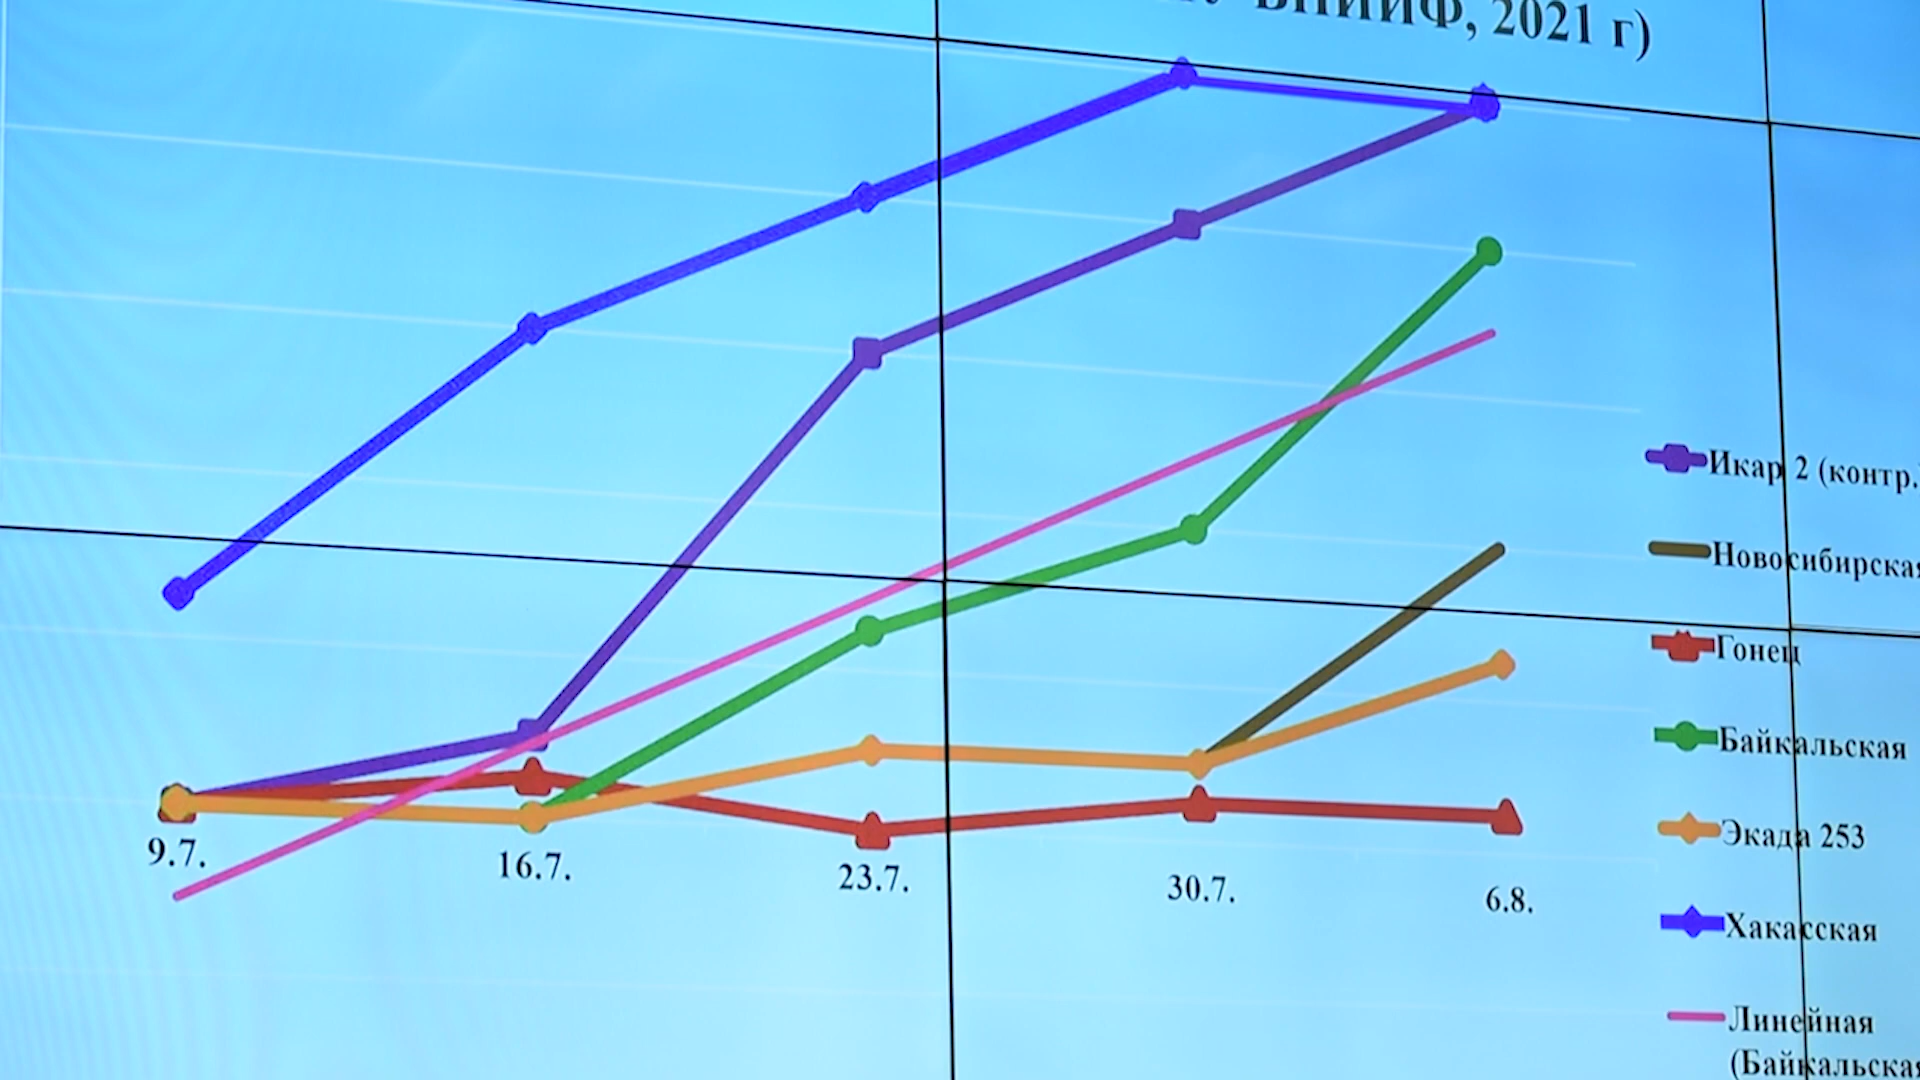 ВНИИФ, 2021 г)
Икар 2 (контр.
Новосибирская
Гонец
Байкальская
Экада 253
Хакасская
Линейная
(Байкальская
9.7.
16.7.
23.7.
30.7.
6.8.